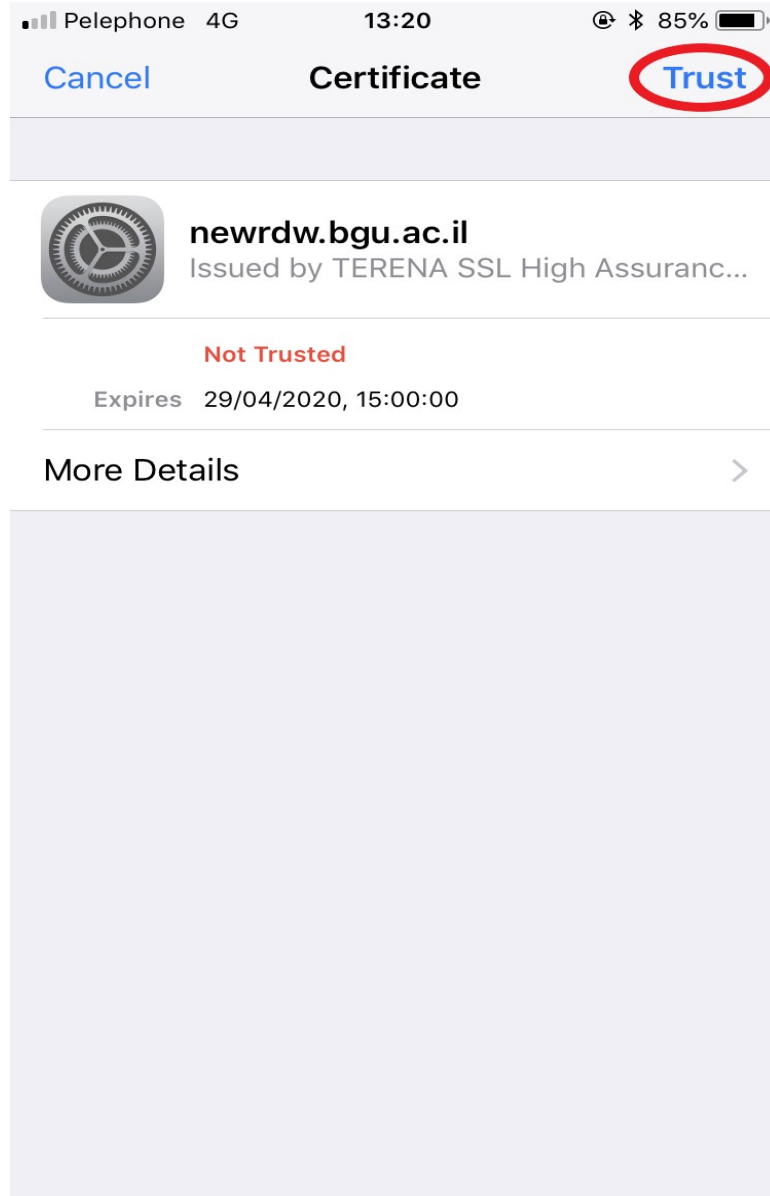 Pelephone 4G 13:20 85%
Cancel Certificate Trust
newrdw.bgu.ac.il
Issued by TERENA SSL High Assuranc...
Not Trusted
Expires 29/04/2020, 15:00:00
More Details